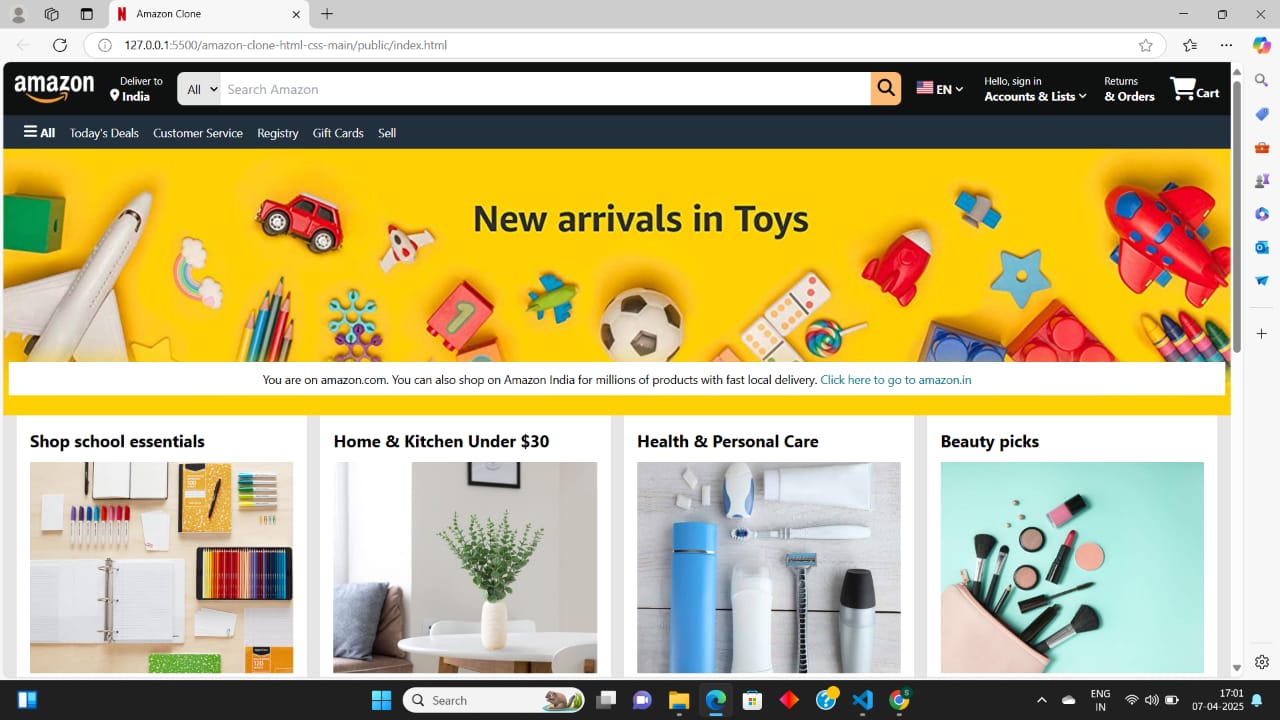 Amazon Clone
127.0.0.1:5500/amazon-clone-html-css-main/public/index.html
amazon
Deliver to
India
All
Search Amazon
EN
Hello, sign in
Accounts & Lists
Returns
& Orders
Cart
All Today's Deals Customer Service Registry Gift Cards Sell
New arrivals in Toys
1
You are on amazon.com. You can also shop on Amazon India for millions of products with fast local delivery. Click here to go to amazon.in
Shop school essentials
Home & Kitchen Under $30
Health & Personal Care
Beauty picks
Search
ENG
IN
17:01
07-04-2025